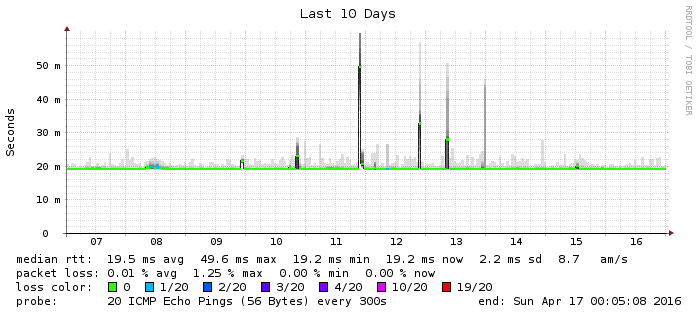 Last 10 Days
RRDTOOL / TOBI OETIKER
Seconds
50 m
40 m
30 m
20 m
10 m
0
07 08 09 10 11 12 13 14 15 16
median rtt: 19.5 ms avg 49.6 ms max 19.2 ms min 19.2 ms now 2.2 ms sd 8.7 am/s
packet loss: 0.01 % avg 1.25 % max 0.00 % min 0.00 % now
loss color: 0 1/20 2/20 3/20 4/20 10/20 19/20
probe: 20 ICMP Echo Pings (56 Bytes) every 300s end: Sun Apr 17 00:05:08 2016